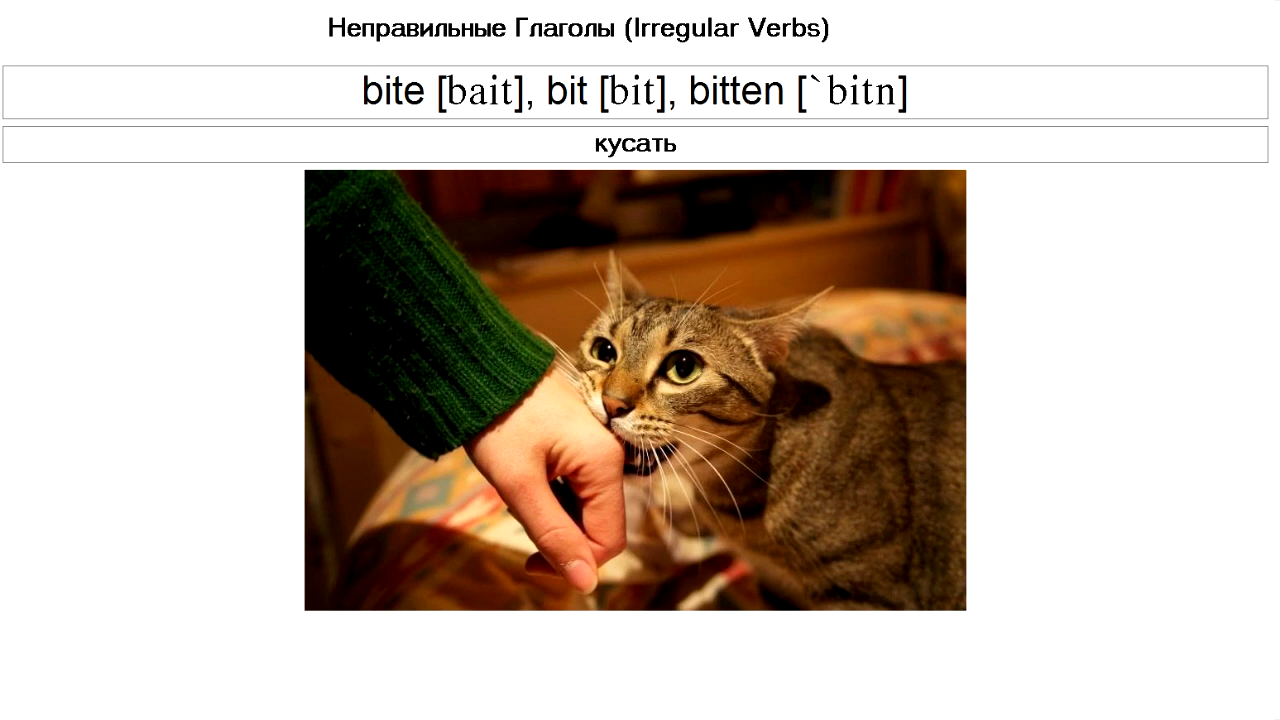 Неправильные Глаголы (Irregular Verbs)
bite [bait], bit [bit], bitten [`bitn]
кусать